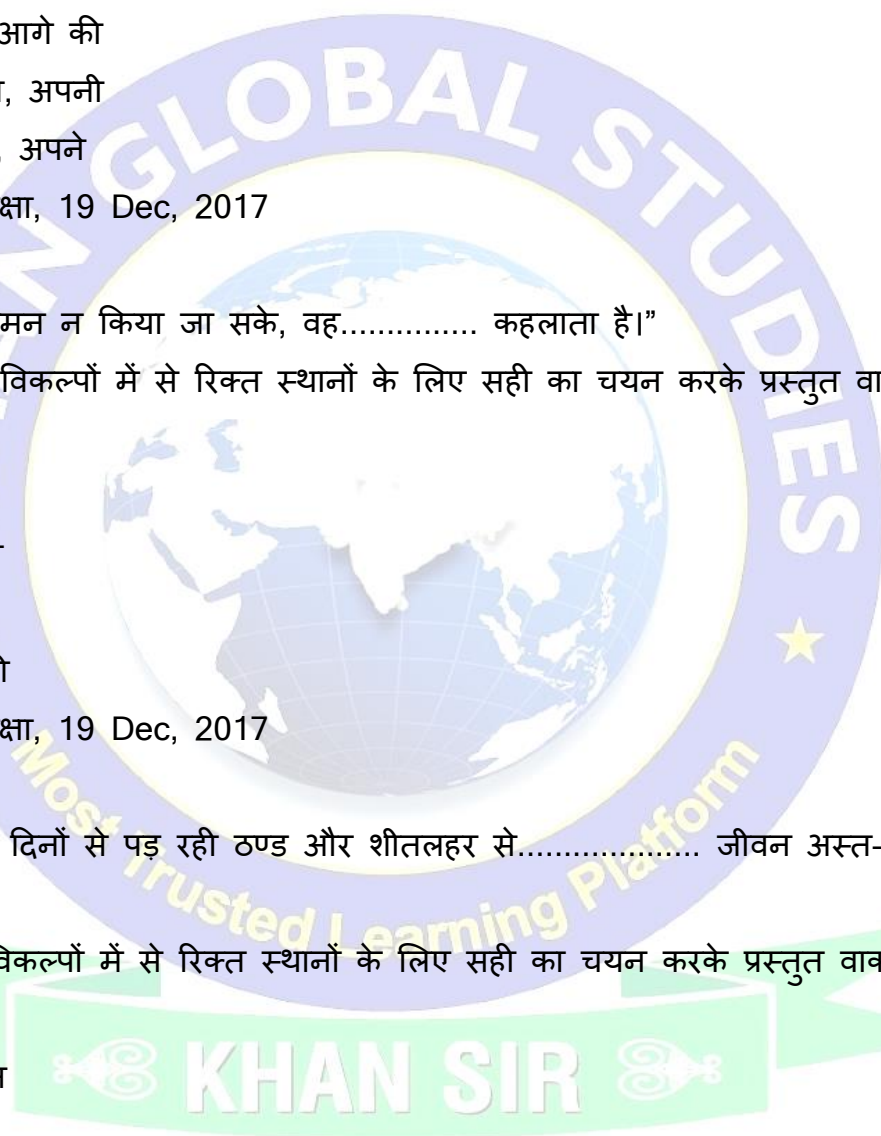 आगे की
, अपनी
, अपने
क्षा, 19 Dec, 2017
मन न किया जा सके, वह............... कहलाता है।”
विकल्पों में से रिक्त स्थानों के लिए सही का चयन करके प्रस्तुत वा
क्षा, 19 Dec, 2017
दिनों से पड़ रही ठण्ड और शीतलहर से.................... जीवन अस्त-
विकल्पों में से रिक्त स्थानों के लिए सही का चयन करके प्रस्तुत वाक
N GLOBAL STUDIES
Most Trusted Learning Platform
KHAN SIR